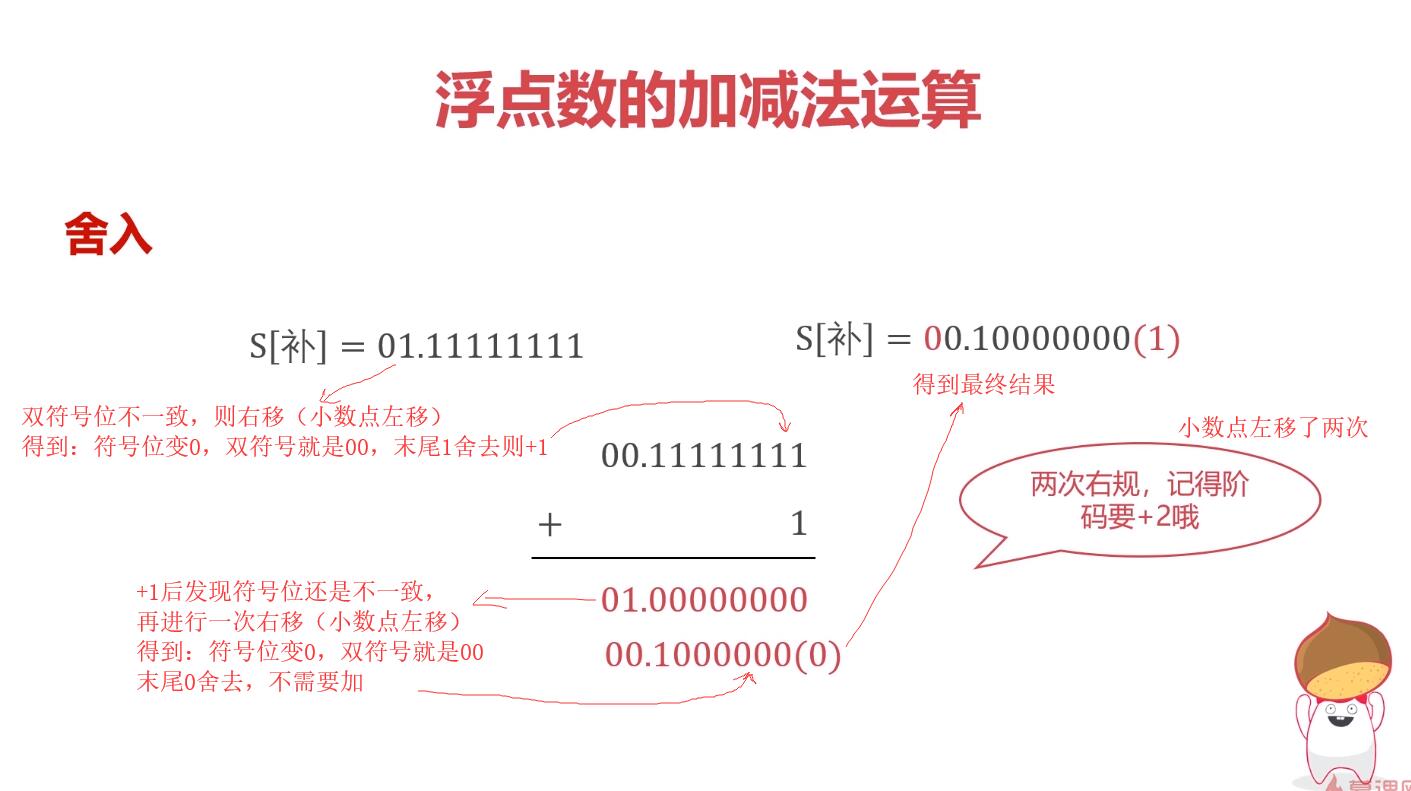 浮点数的加减法运算
舍入
S[补] = 01.11111111
S[补] = 00.10000000(1)
得到最终结果
双符号位不一致，则右移（小数点左移）
得到：符号位变0，双符号就是00，末尾1舍去则+1
小数点左移了两次
00.11111111
两次右规，记得阶
码要+2哦
+ 1
+1后发现符号位还是不一致，
再进行一次右移（小数点左移）
得到：符号位变0，双符号就是00
末尾0舍去，不需要加
01.00000000
00.1000000(0)